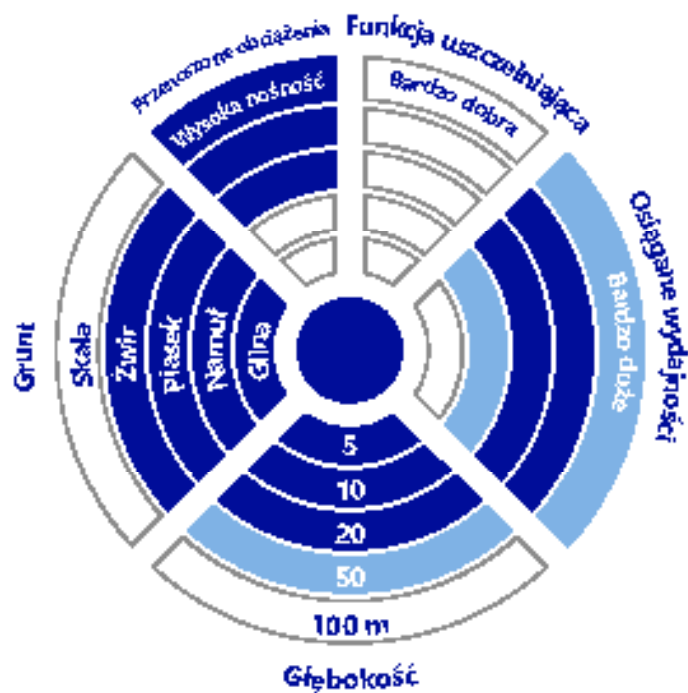 Przenoszone obciążenia
Wysoka nośność
Funkcja uszczelniająca
Bardzo dobra
Osiągane wydajności
Bardzo duże
Grunt
Skała
Żwir
Piasek
Namuł
Glina
5
10
20
50
100 m
Głębokość